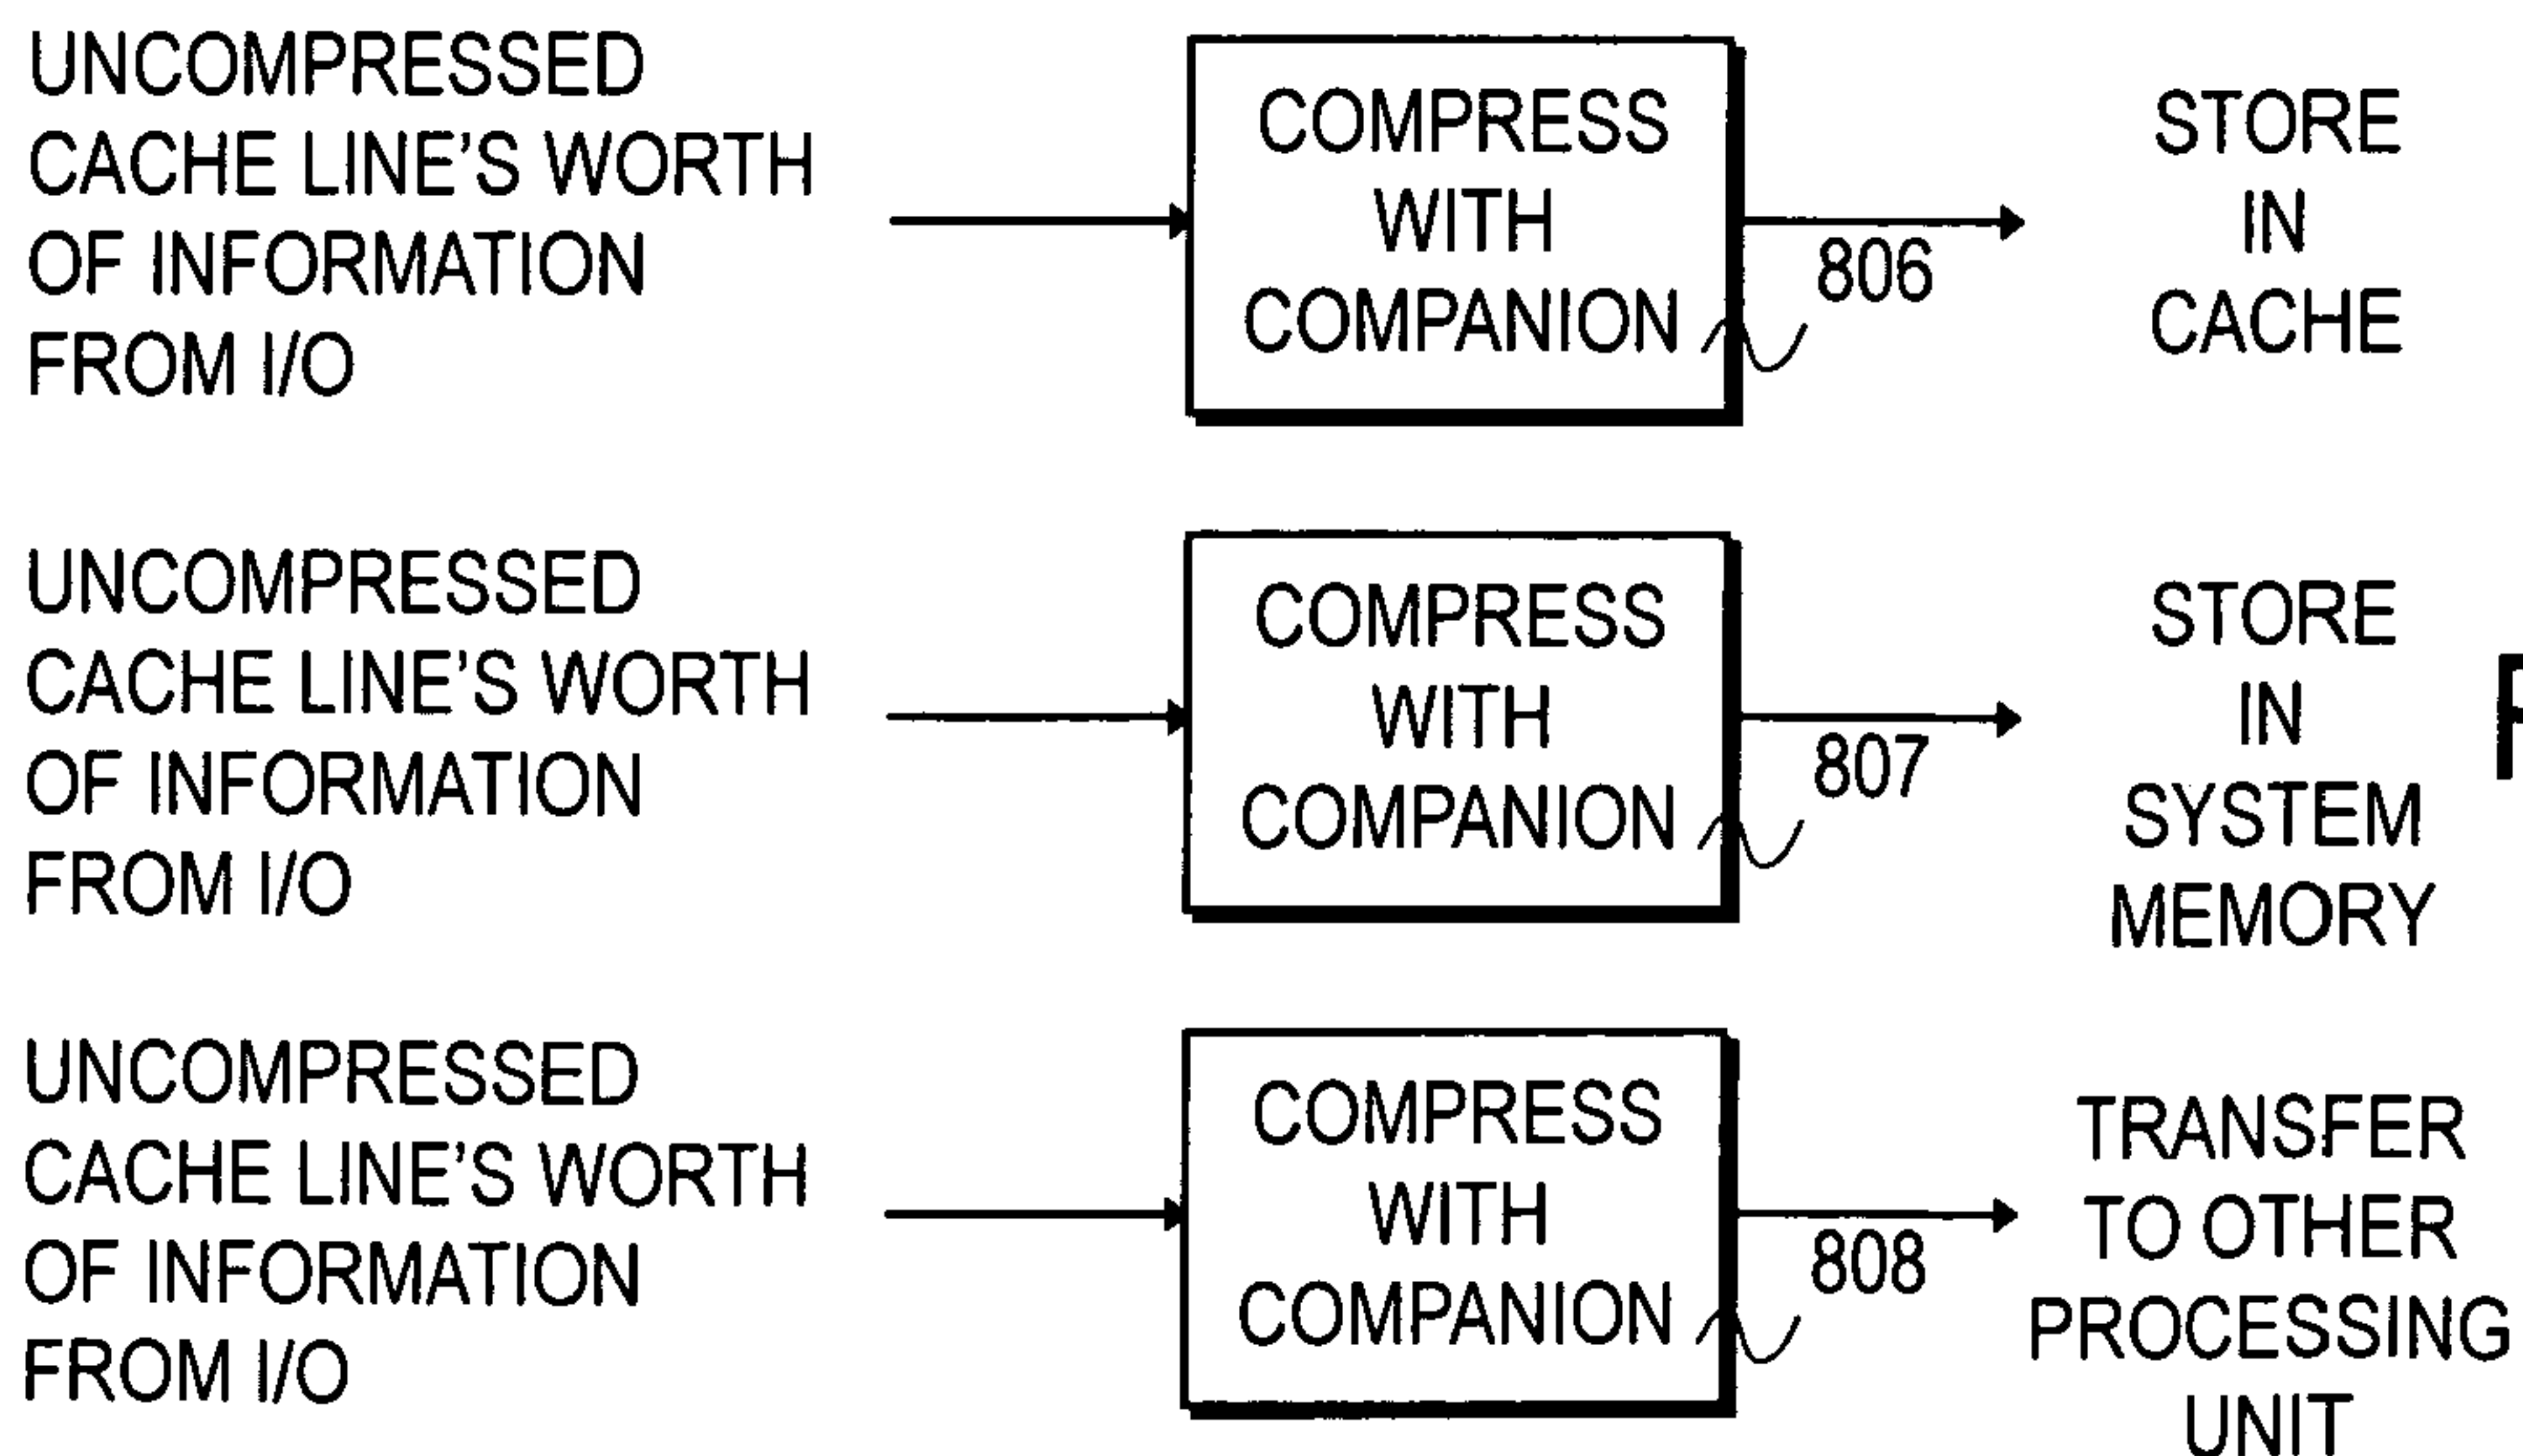 UNCOMPRESSED
CACHE LINE'S WORTH
OF INFORMATION
FROM I/O
COMPRESS
WITH
COMPANION
806
STORE
IN
CACHE
UNCOMPRESSED
CACHE LINE'S WORTH
OF INFORMATION
FROM I/O
COMPRESS
WITH
COMPANION
807
STORE
IN
SYSTEM
MEMORY
UNCOMPRESSED
CACHE LINE'S WORTH
OF INFORMATION
FROM I/O
COMPRESS
WITH
COMPANION
808
TRANSFER
TO OTHER
PROCESSING
UNIT